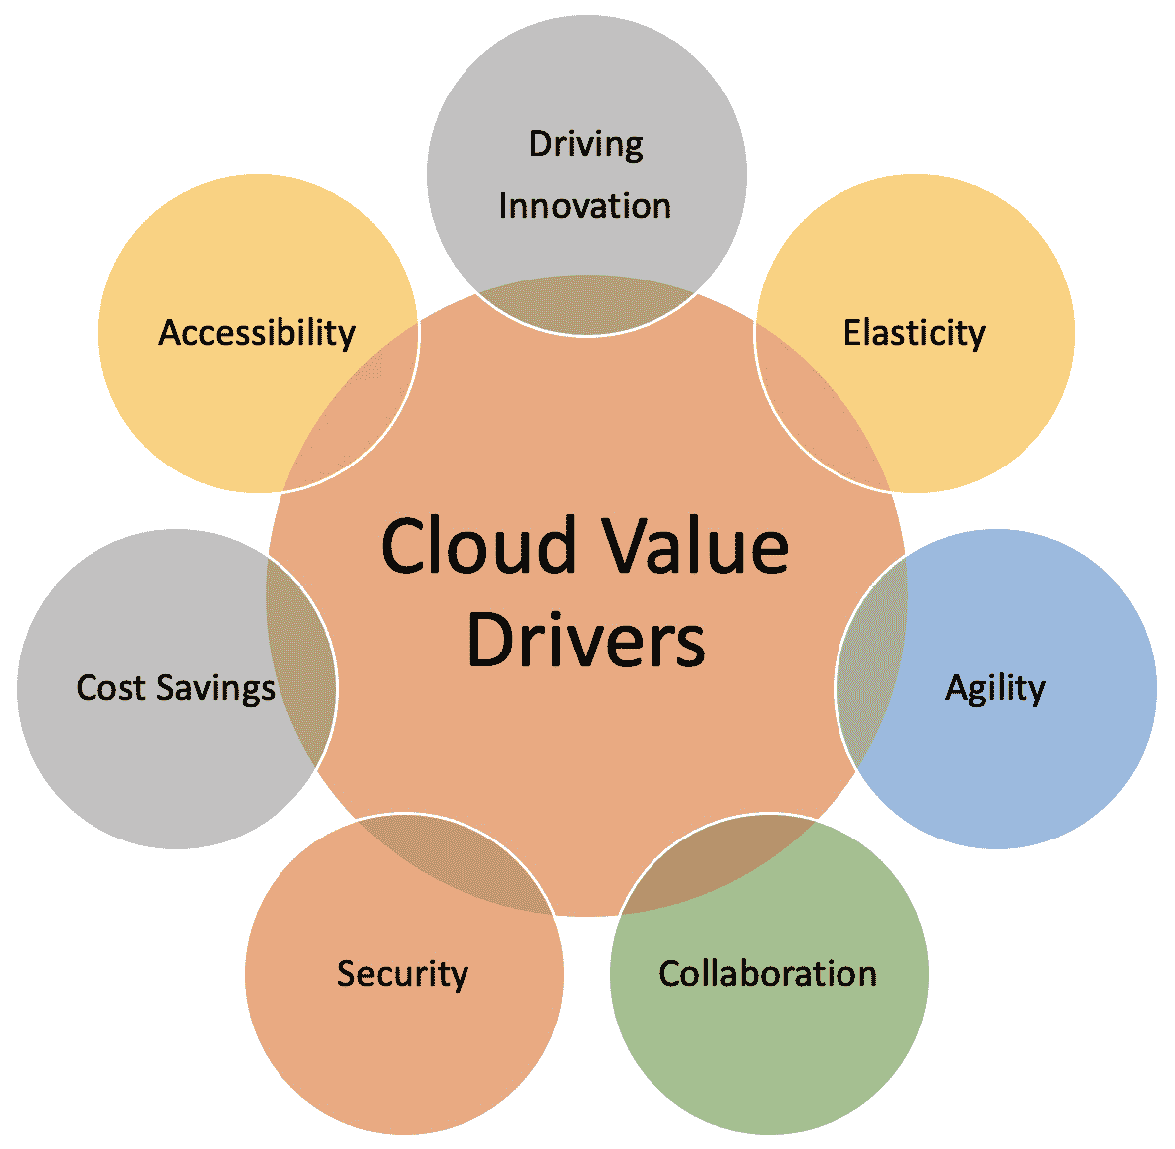 Driving
Innovation
Accessibility
Elasticity
Cloud Value
Drivers
Cost Savings
Agility
Security
Collaboration